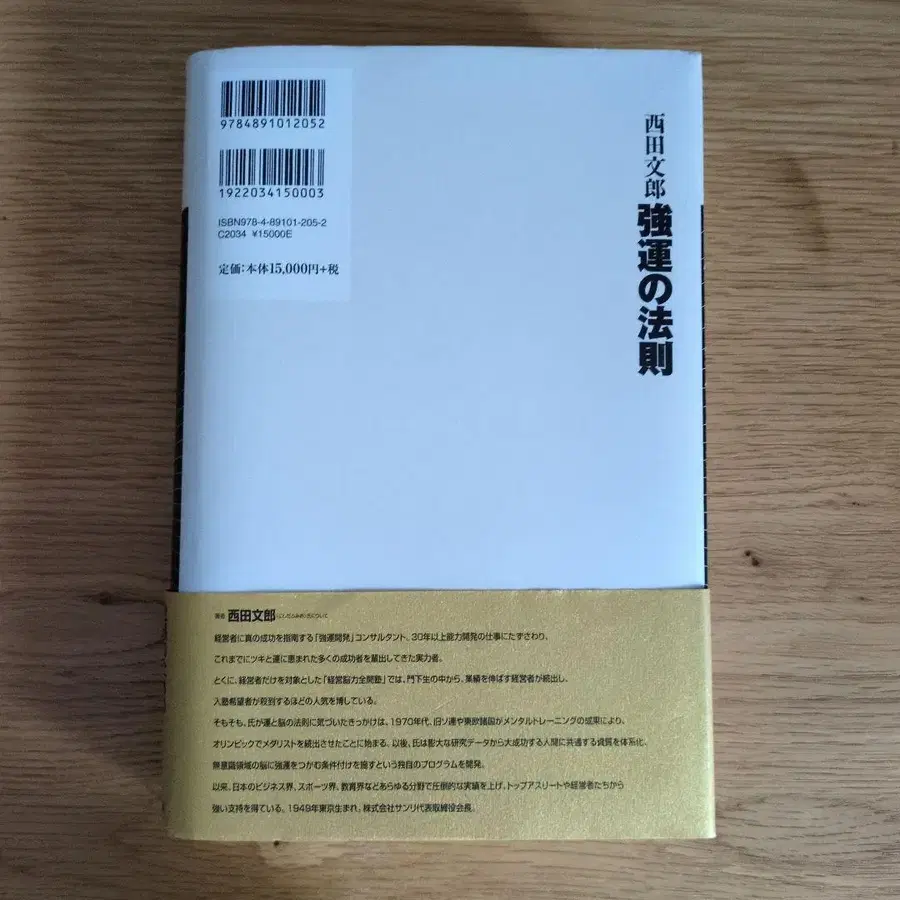 9784891012052
1922034150003
ISBN978-4-89101-205-2
C2034 ¥15000E
定価:本体15,000円+税
西田文郎
強運の法則
著者 西田文郎(にしだふみお)氏について
経営者に真の成功を指南する「強運開発」コンサルタント、30年以上能力開発の仕事にたずさわり、
これまでにツキと運に恵まれた多くの成功者を輩出してきた実力者。
とくに、経営者だけを対象とした「経営脳力全開塾」では、門下生の中から、業績を伸ばす経営者が続出し、
入塾希望者が殺到するほどの人気を博している。
そもそも、氏が運と脳の法則に気づいたきっかけは、1970年代、旧ソ連や東欧諸国がメンタルトレーニングの成果により、
オリンピックでメダリストを続出させたことに始まる。以後、氏は膨大な研究データから大成功する人間に共通する資質を体系化、
無意識領域の脳に強運をつかむ条件付けを施すという独自のプログラムを開発。
以来、日本のビジネス界、スポーツ界、教育界などあらゆる分野で圧倒的な実績を上げ、トップアスリートや経営者たちから
強い支持を得ている。1949年東京生まれ。株式会社サンリ代表取締役会長。